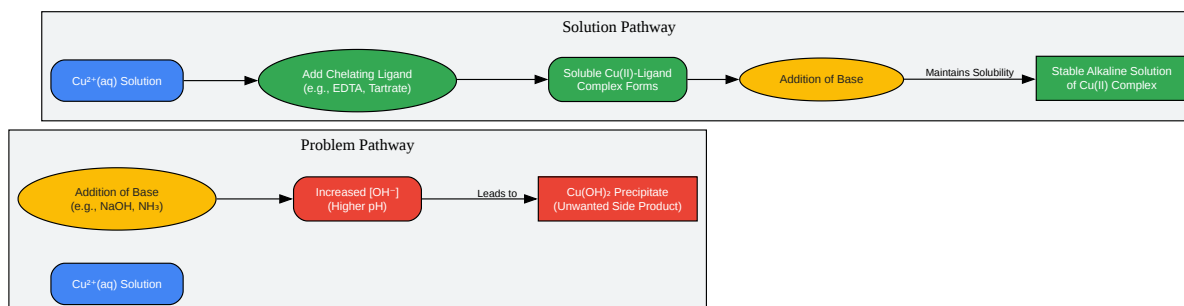 Solution Pathway
Cu²⁺(aq) Solution
Add Chelating Ligand
(e.g., EDTA, Tartrate)
Soluble Cu(II)-Ligand
Complex Forms
Addition of Base
Maintains Solubility
Stable Alkaline Solution
of Cu(II) Complex
Problem Pathway
Addition of Base
(e.g., NaOH, NH₃)
Increased [OH⁻]
(Higher pH)
Leads to
Cu(OH)₂ Precipitate
(Unwanted Side Product)
Cu²⁺(aq) Solution